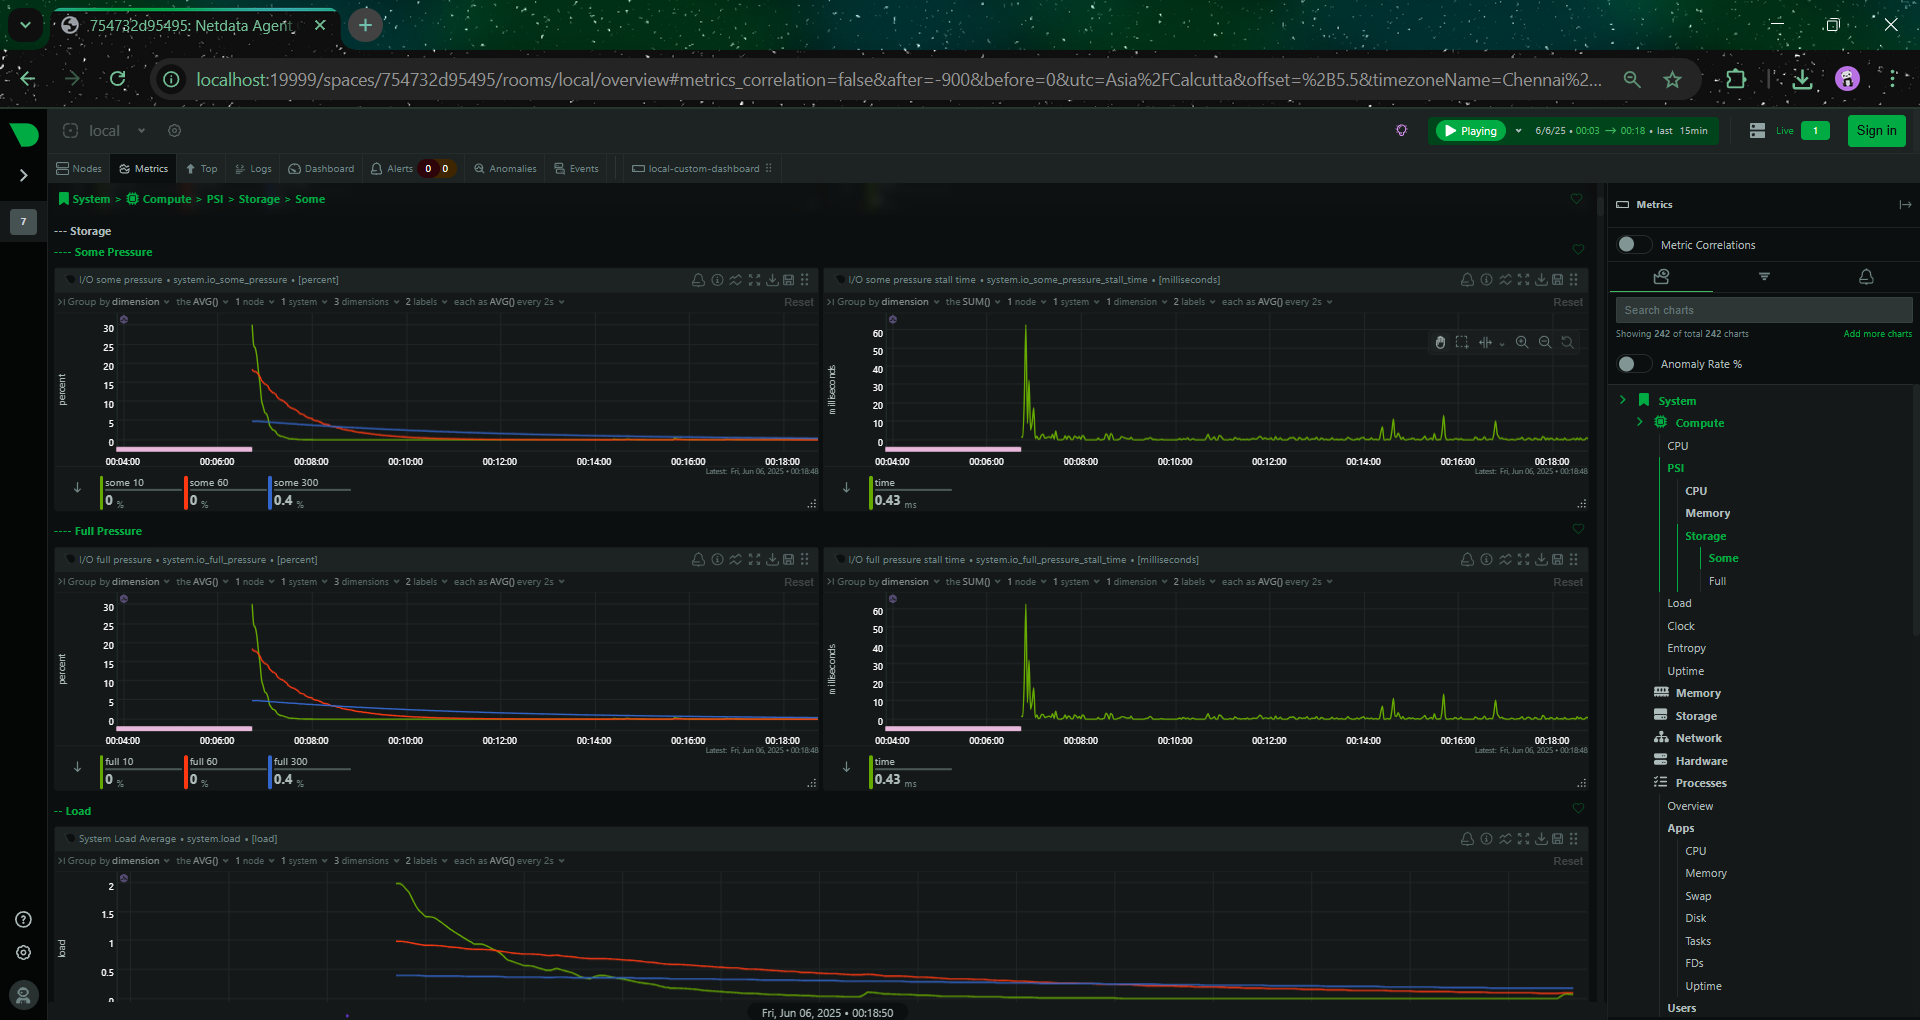 754732d95495: Netdata Agent
localhost:19999/spaces/754732d95495/rooms/local/overview#metrics_correlation=false&after=-900&before=0&utc=Asia%2FCalcutta&offset=%2B5.5&timezoneName=Chennai%2...
local
Playing 6/6/25 • 00:03 → 00:18 • last 15min Live 1 Sign in
Nodes Metrics Top Logs Dashboard Alerts 0 0 Anomalies Events local-custom-dashboard
7
System > Compute > PSI > Storage > Some
--- Storage
---- Some Pressure
I/O some pressure • system.io_some_pressure • [percent]
Group by dimension the AVG() 1 node 1 system 3 dimensions 2 labels each as AVG() every 2s Reset
percent
30
25
20
15
10
5
0
00:04:00 00:06:00 00:08:00 00:10:00 00:12:00 00:14:00 00:16:00 00:18:00
Latest: Fri, Jun 06, 2025 • 00:18:48
some 10 some 60 some 300
0 % 0 % 0.4 %
I/O some pressure stall time • system.io_some_pressure_stall_time • [milliseconds]
Group by dimension the SUM() 1 node 1 system 1 dimension 2 labels each as AVG() every 2s Reset
milliseconds
60
50
40
30
20
10
0
00:04:00 00:06:00 00:08:00 00:10:00 00:12:00 00:14:00 00:16:00 00:18:00
Latest: Fri, Jun 06, 2025 • 00:18:48
time
0.43 ms
---- Full Pressure
I/O full pressure • system.io_full_pressure • [percent]
Group by dimension the AVG() 1 node 1 system 3 dimensions 2 labels each as AVG() every 2s Reset
percent
30
25
20
15
10
5
0
00:04:00 00:06:00 00:08:00 00:10:00 00:12:00 00:14:00 00:16:00 00:18:00
Latest: Fri, Jun 06, 2025 • 00:18:48
full 10 full 60 full 300
0 % 0 % 0.4 %
I/O full pressure stall time • system.io_full_pressure_stall_time • [milliseconds]
Group by dimension the SUM() 1 node 1 system 1 dimension 2 labels each as AVG() every 2s Reset
milliseconds
60
50
40
30
20
10
0
00:04:00 00:06:00 00:08:00 00:10:00 00:12:00 00:14:00 00:16:00 00:18:00
Latest: Fri, Jun 06, 2025 • 00:18:48
time
0.43 ms
-- Load
System Load Average • system.load • [load]
Group by dimension the AVG() 1 node 1 system 3 dimensions 2 labels each as AVG() every 2s Reset
load
2
1.5
1
0.5
0
Fri, Jun 06, 2025 • 00:18:50
Metrics
Metric Correlations
Search charts
Showing 242 of total 242 charts Add more charts
Anomaly Rate %
System
Compute
CPU
PSI
CPU
Memory
Storage
Some
Full
Load
Clock
Entropy
Uptime
Memory
Storage
Network
Hardware
Processes
Overview
Apps
CPU
Memory
Swap
Disk
Tasks
FDs
Uptime
Users